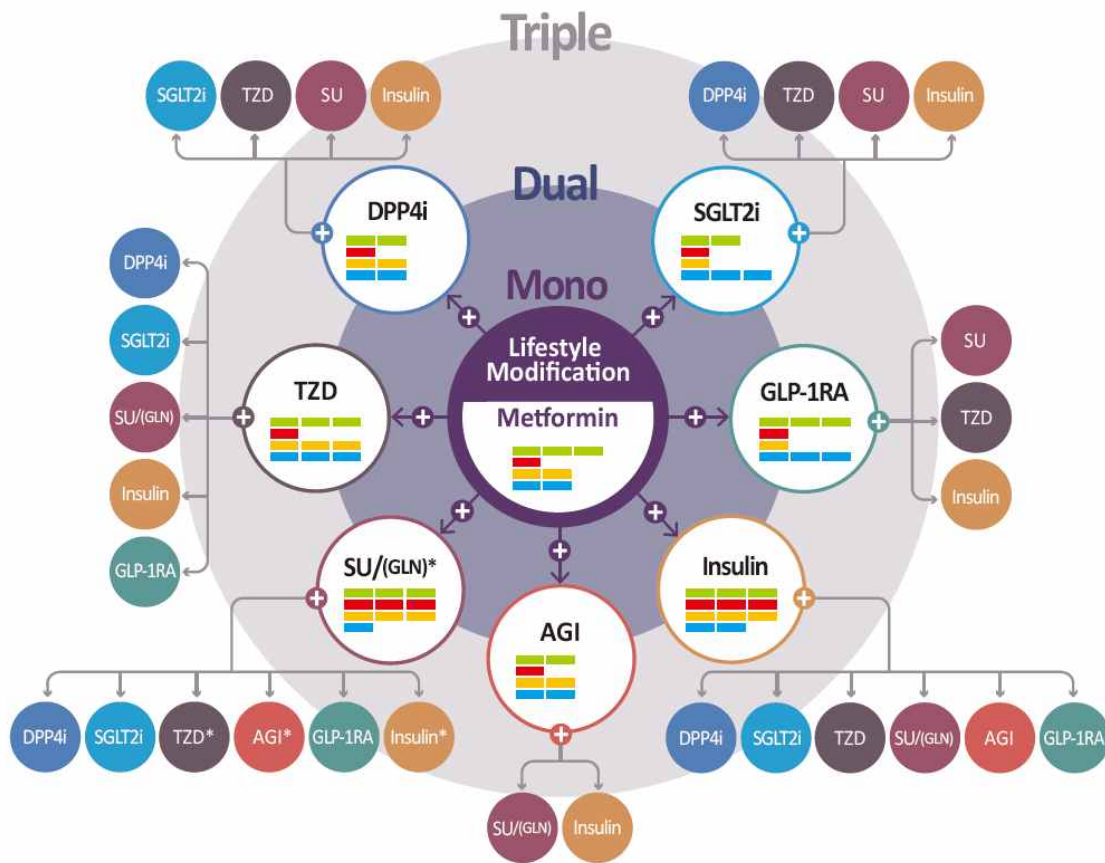 Triple
SGLT2i TZD SU Insulin
DPP4i TZD SU Insulin
Dual
DPP4i
SGLT2i
Mono
DPP4i
SGLT2i
SU/(GLN)
Insulin
GLP-1RA
TZD
Lifestyle
Modification
Metformin
GLP-1RA
SU
TZD
Insulin
SU/(GLN)*
AGI
Insulin
DPP4i SGLT2i TZD* AGI* GLP-1RA Insulin*
SU/(GLN) Insulin
DPP4i SGLT2i TZD SU/(GLN) AGI GLP-1RA